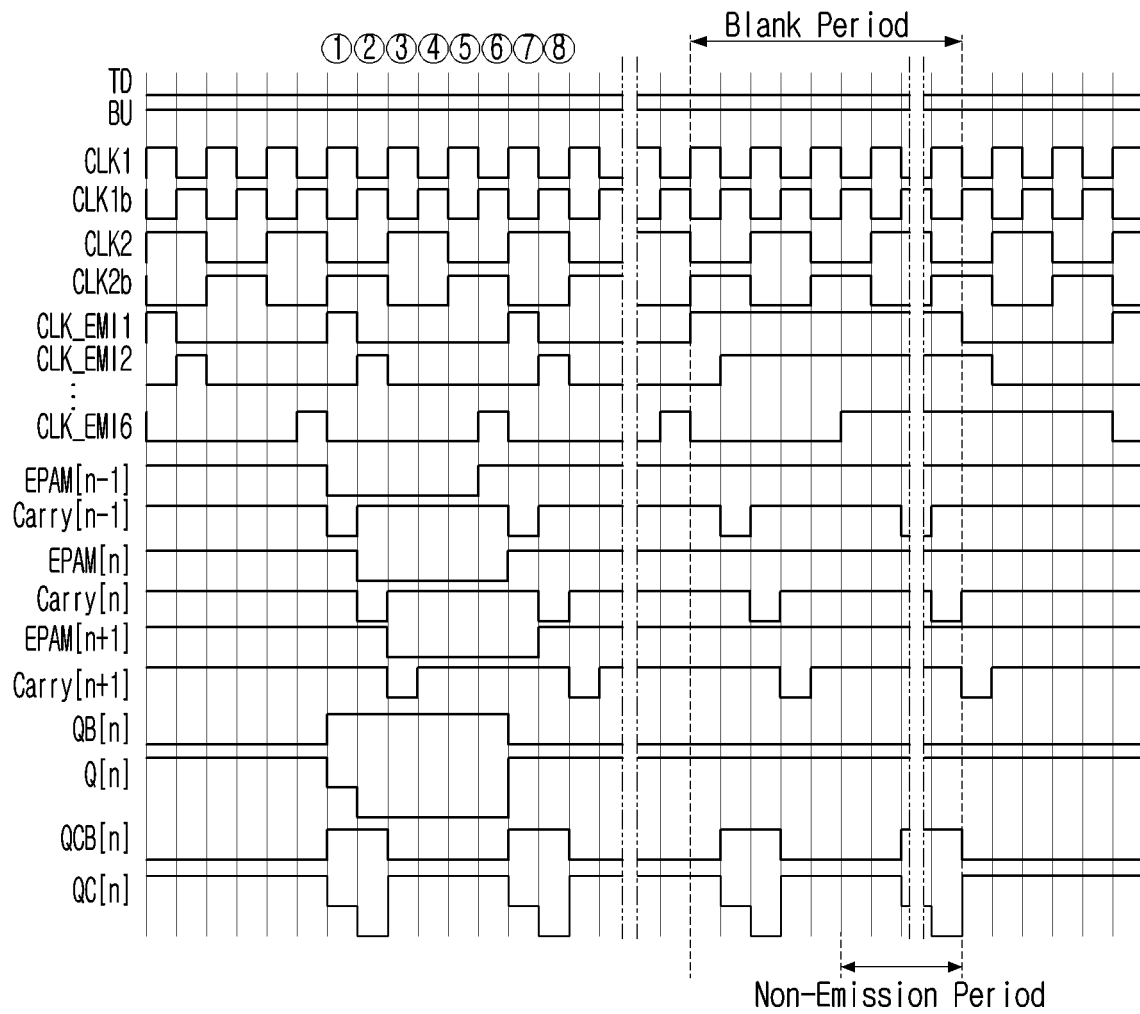 Blank Period
①②③④⑤⑥⑦⑧
TD
BU
CLK1
CLK1b
CLK2
CLK2b
CLK_EMI1
CLK_EMI2
⋮
CLK_EMI6
EPAM[n-1]
Carry[n-1]
EPAM[n]
Carry[n]
EPAM[n+1]
Carry[n+1]
QB[n]
Q[n]
QCB[n]
QC[n]
Non-Emission Period